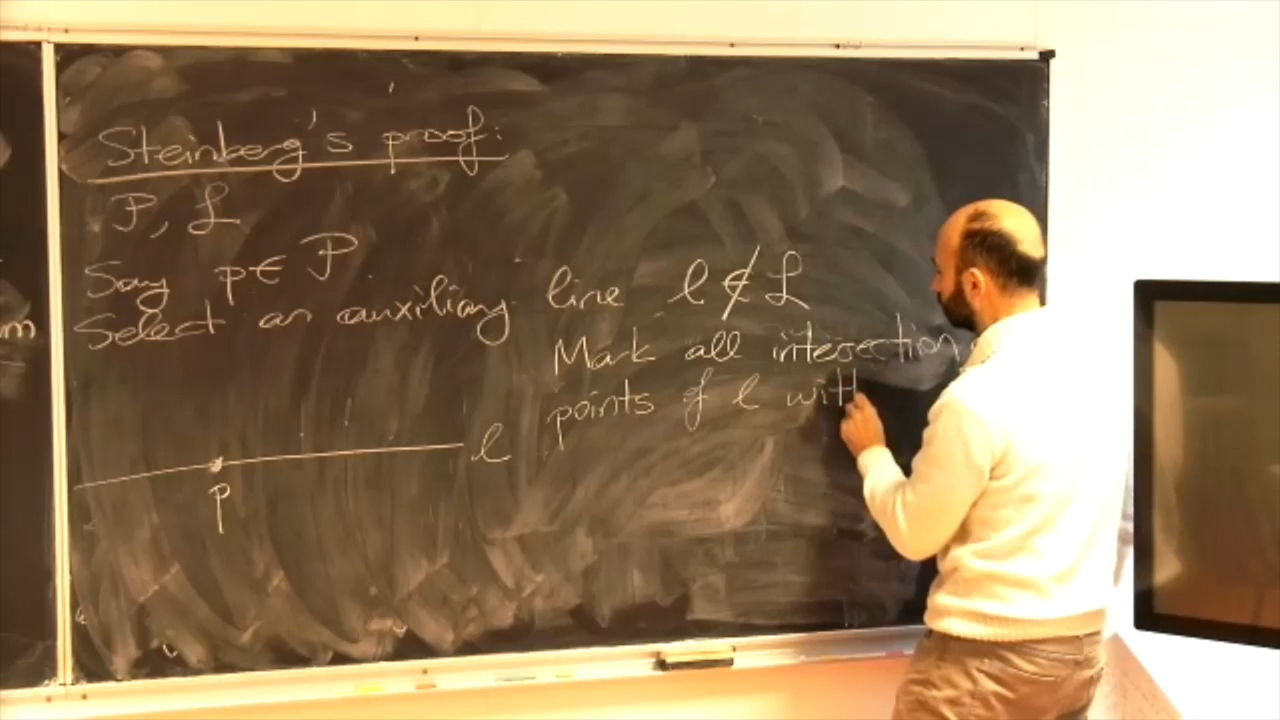 Steinberg's proof:
P, L
Say p ∈ P.
Select an auxiliary line l ∉ L
Mark all intersection
points of l with
l
p
m